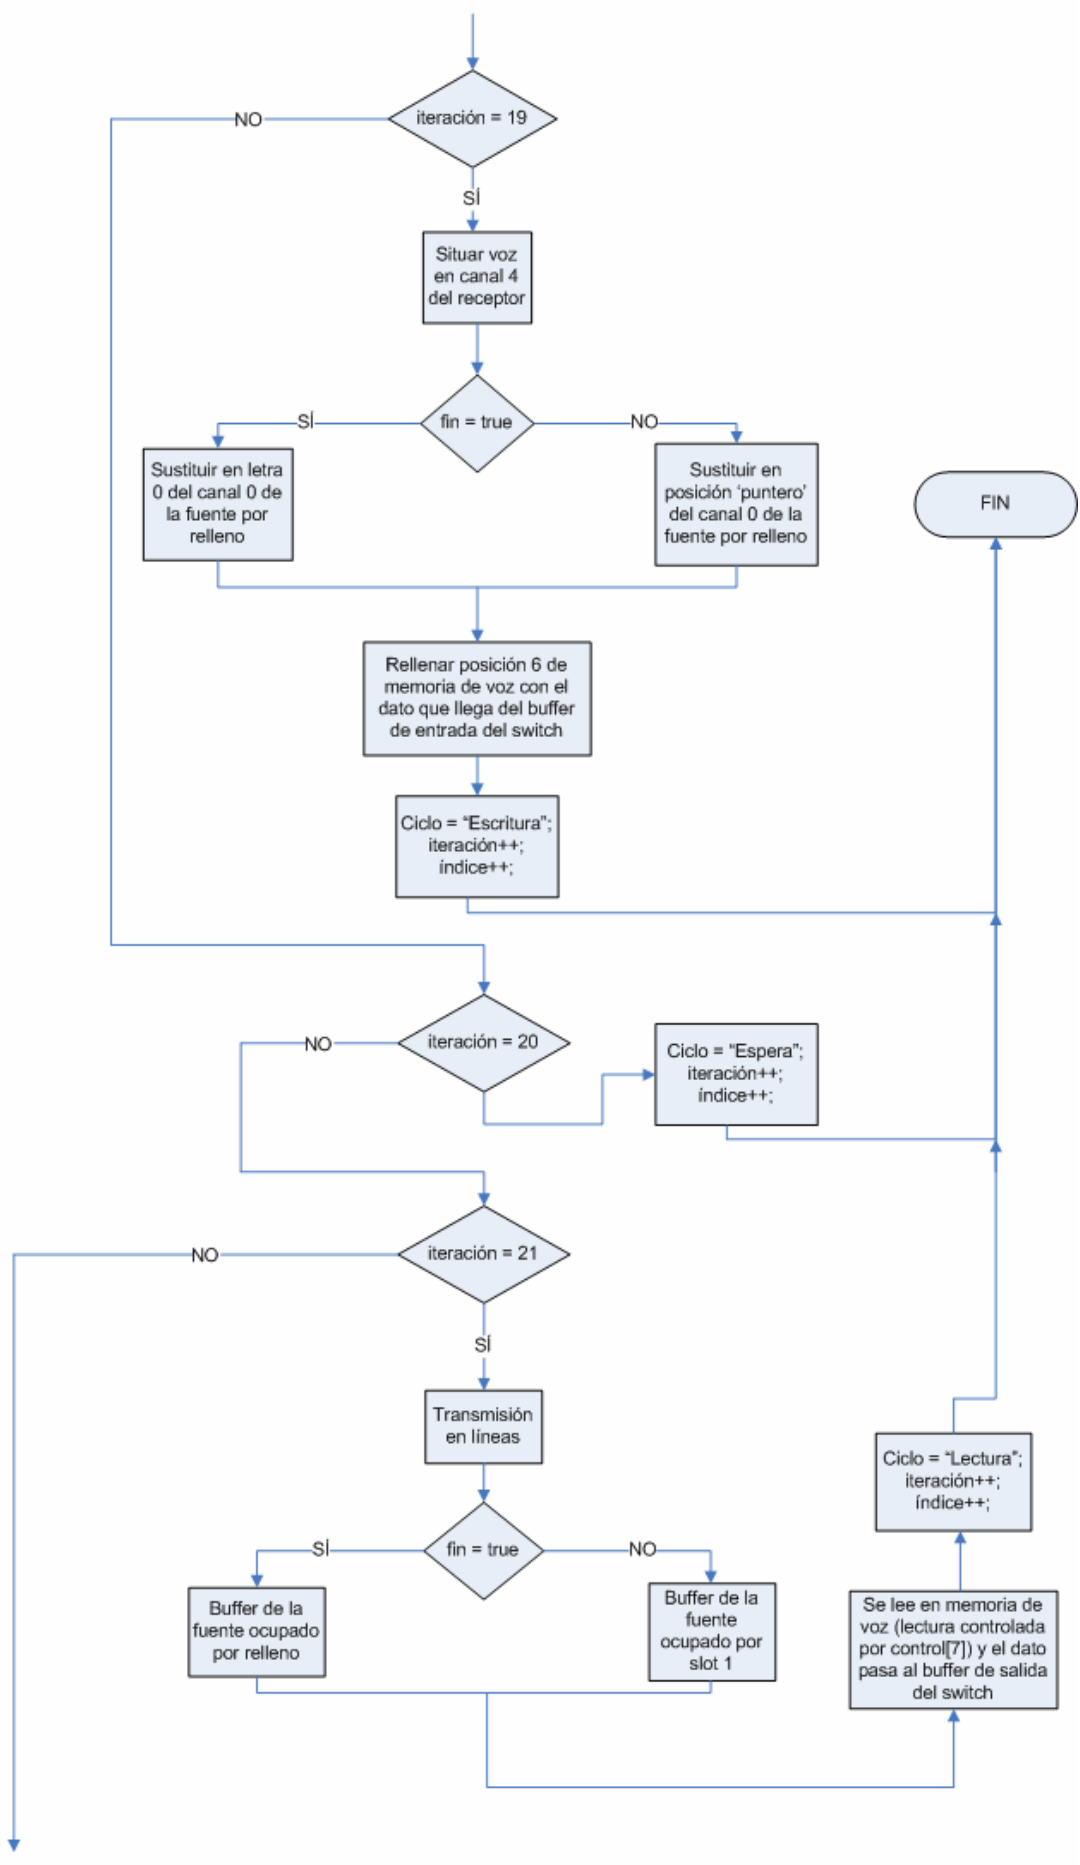 iteración = 19
NO
SÍ
Situar voz
en canal 4
del receptor
fin = true
SÍ
NO
Sustituir en letra
0 del canal 0 de
la fuente por
relleno
Sustituir en
posición ‘puntero’
del canal 0 de la
fuente por relleno
FIN
Rellenar posición 6 de
memoria de voz con el
dato que llega del buffer
de entrada del switch
Ciclo = “Escritura”;
iteración++;
índice++;
iteración = 20
NO
Ciclo = “Espera”;
iteración++;
índice++;
iteración = 21
NO
SÍ
Transmisión
en líneas
fin = true
SÍ
NO
Buffer de la
fuente ocupado
por relleno
Buffer de la
fuente
ocupado por
slot 1
Ciclo = “Lectura”;
iteración++;
índice++;
Se lee en memoria de
voz (lectura controlada
por control[7]) y el dato
pasa al buffer de salida
del switch